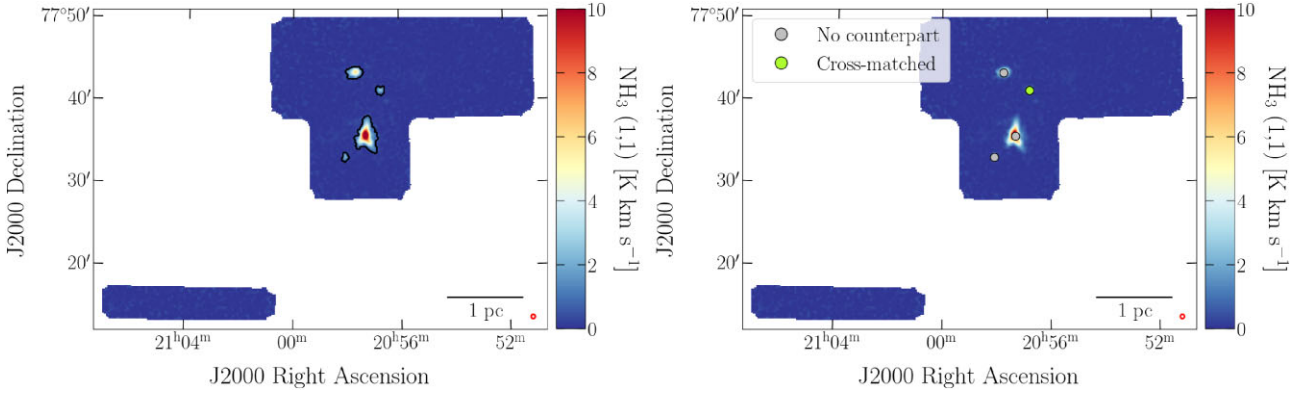 77°50′
40′
30′
20′
J2000 Declination
21ʰ04ᵐ
00ᵐ
20ʰ56ᵐ
52ᵐ
J2000 Right Ascension
1 pc
10
8
6
4
2
0
NH₃ (1,1) [K km s⁻¹]
No counterpart
Cross-matched
77°50′
40′
30′
20′
J2000 Declination
21ʰ04ᵐ
00ᵐ
20ʰ56ᵐ
52ᵐ
J2000 Right Ascension
1 pc
10
8
6
4
2
0
NH₃ (1,1) [K km s⁻¹]